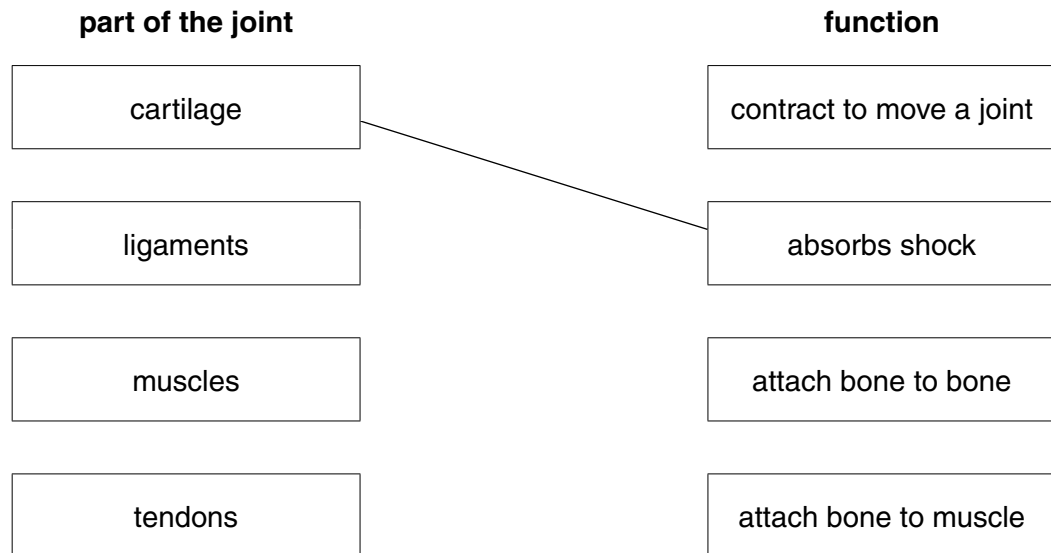 part of the joint
function
cartilage
contract to move a joint
ligaments
absorbs shock
muscles
attach bone to bone
tendons
attach bone to muscle